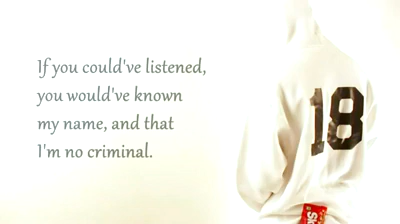 If you could've listened,
you would've known
my name, and that
I'm no criminal.
18